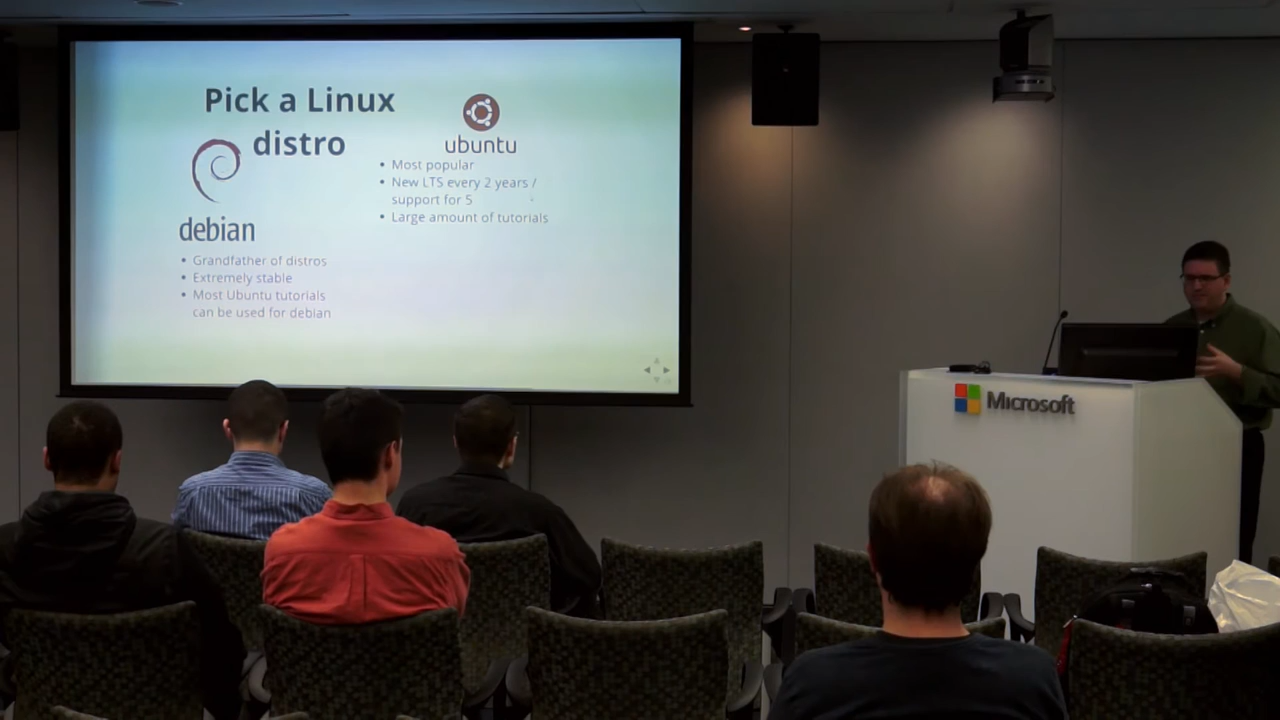 Pick a Linux
distro
debian
• Grandfather of distros
• Extremely stable
• Most Ubuntu tutorials
can be used for debian
ubuntu
• Most popular
• New LTS every 2 years /
support for 5
• Large amount of tutorials
Microsoft